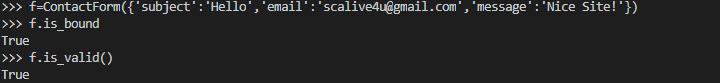 >>> f=ContactForm({'subject':'Hello','email':'scalive4u@gmail.com','message':'Nice Site!'})
>>> f.is_bound
True
>>> f.is_valid()
True